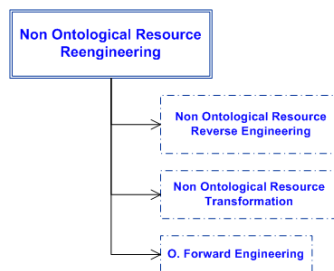 Non Ontological Resource
Reengineering
Non Ontological Resource
Reverse Engineering
Non Ontological Resource
Transformation
O. Forward Engineering